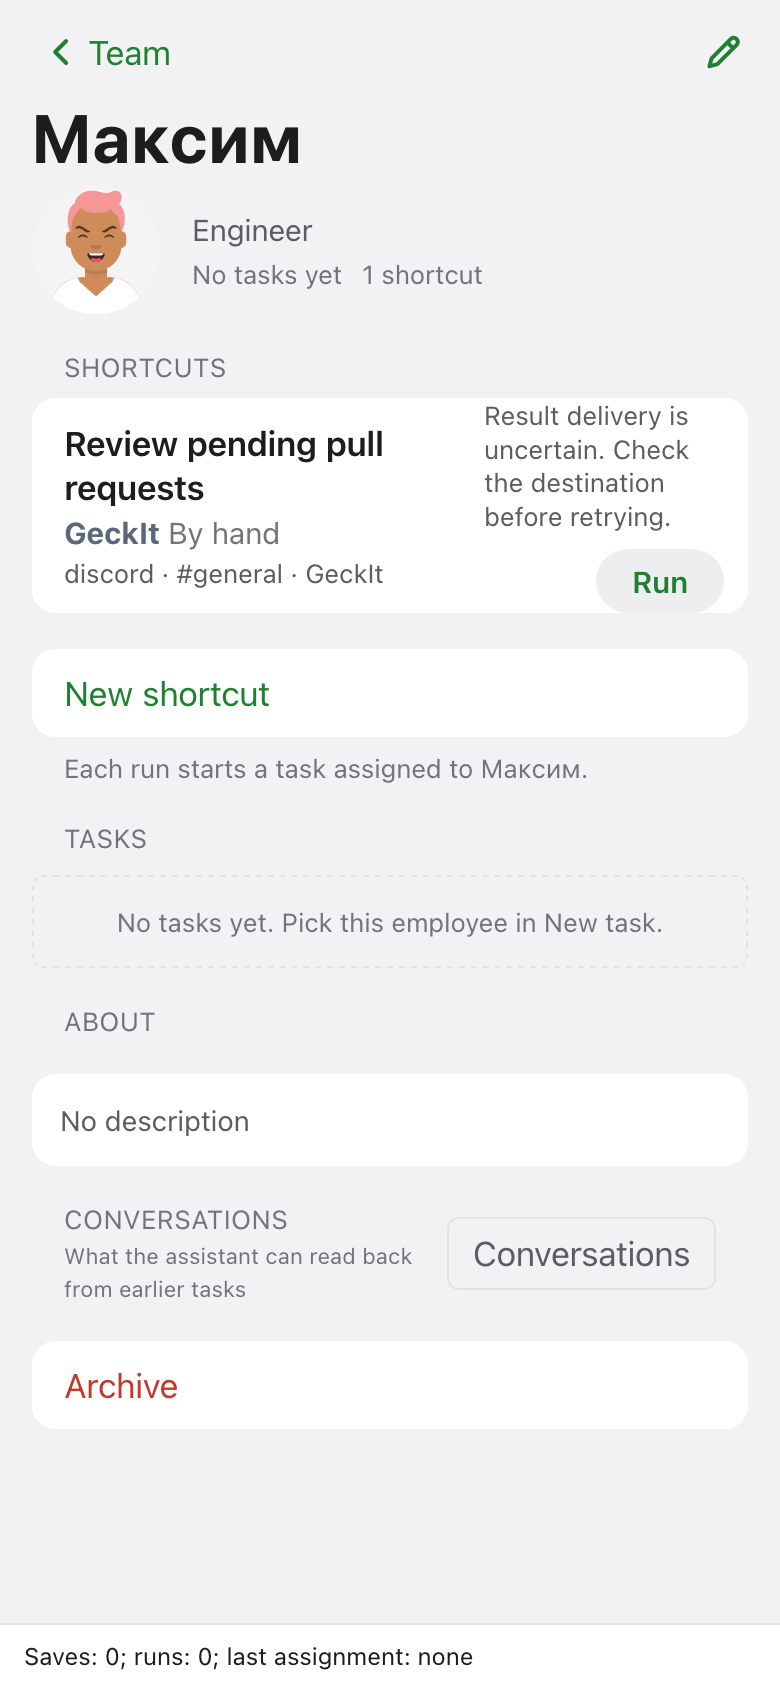 Team
Максим
Engineer
No tasks yet 1 shortcut
SHORTCUTS
Review pending pull
requests
GeckIt By hand
discord · #general · GeckIt
Result delivery is
uncertain. Check
the destination
before retrying.
Run
New shortcut
Each run starts a task assigned to Максим.
TASKS
No tasks yet. Pick this employee in New task.
ABOUT
No description
CONVERSATIONS
What the assistant can read back
from earlier tasks
Conversations
Archive
Saves: 0; runs: 0; last assignment: none